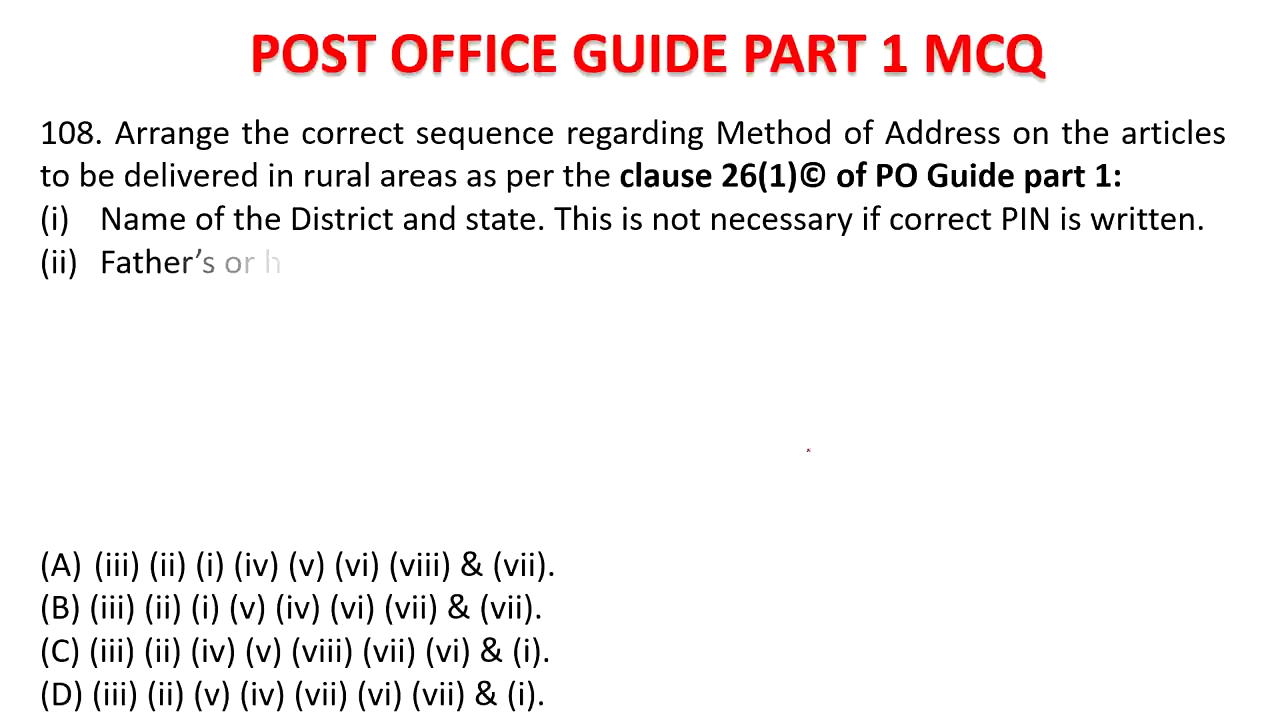 POST OFFICE GUIDE PART 1 MCQ
108. Arrange the correct sequence regarding Method of Address on the articles
to be delivered in rural areas as per the clause 26(1)© of PO Guide part 1:
(i) Name of the District and state. This is not necessary if correct PIN is written.
(ii) Father's or h
(A) (iii) (ii) (i) (iv) (v) (vi) (viii) & (vii).
(B) (iii) (ii) (i) (v) (iv) (vi) (vii) & (vii).
(C) (iii) (ii) (iv) (v) (viii) (vii) (vi) & (i).
(D) (iii) (ii) (v) (iv) (vii) (vi) (vii) & (i).